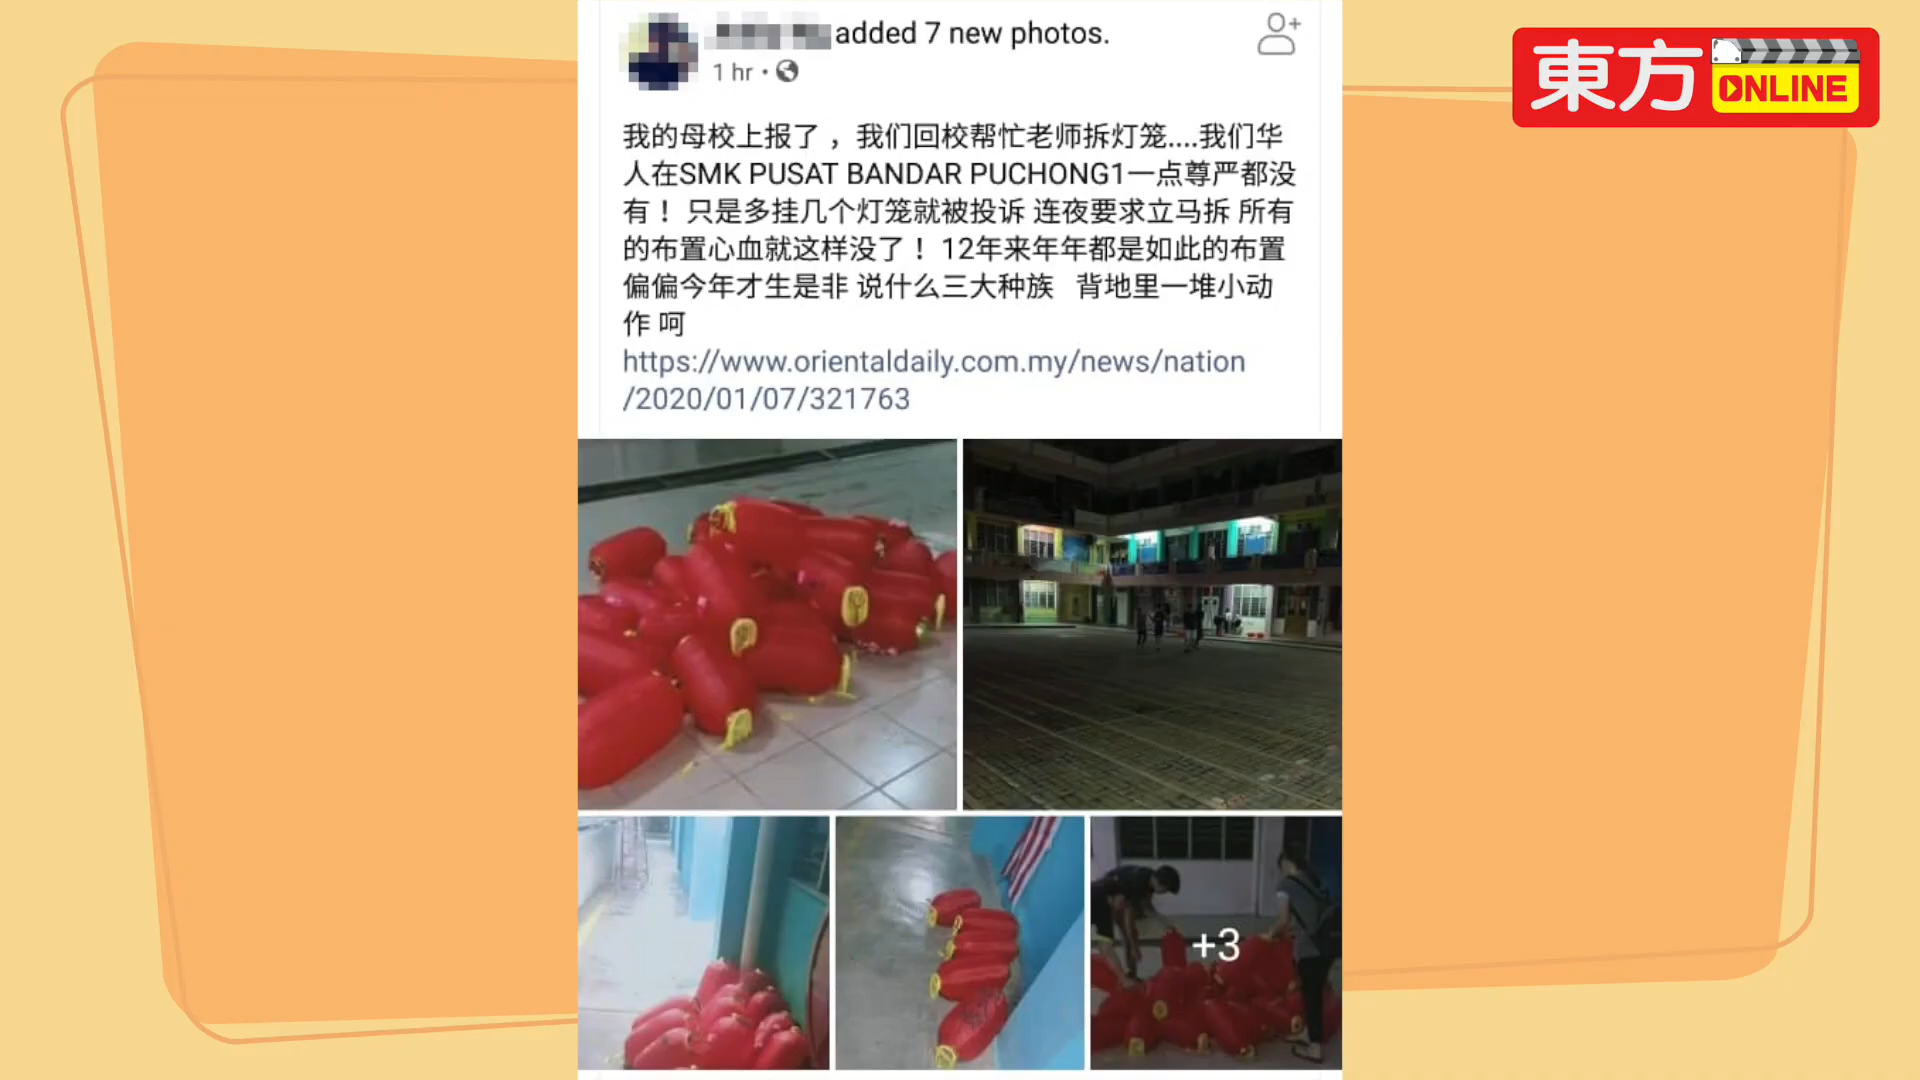 added 7 new photos.
東方
ONLINE
1 hr
我的母校上报了，我们回校帮忙老师拆灯笼....我们华
人在SMK PUSAT BANDAR PUCHONG1一点尊严都没
有！ 只是多挂几个灯笼就被投诉 连夜要求立马拆 所有
的布置心血就这样没了！ 12年来年年都是如此的布置
偏偏今年才生是非 说什么三大种族 背地里一堆小动
作 呵
https://www.orientaldaily.com.my/news/nation
/2020/01/07/321763
+3